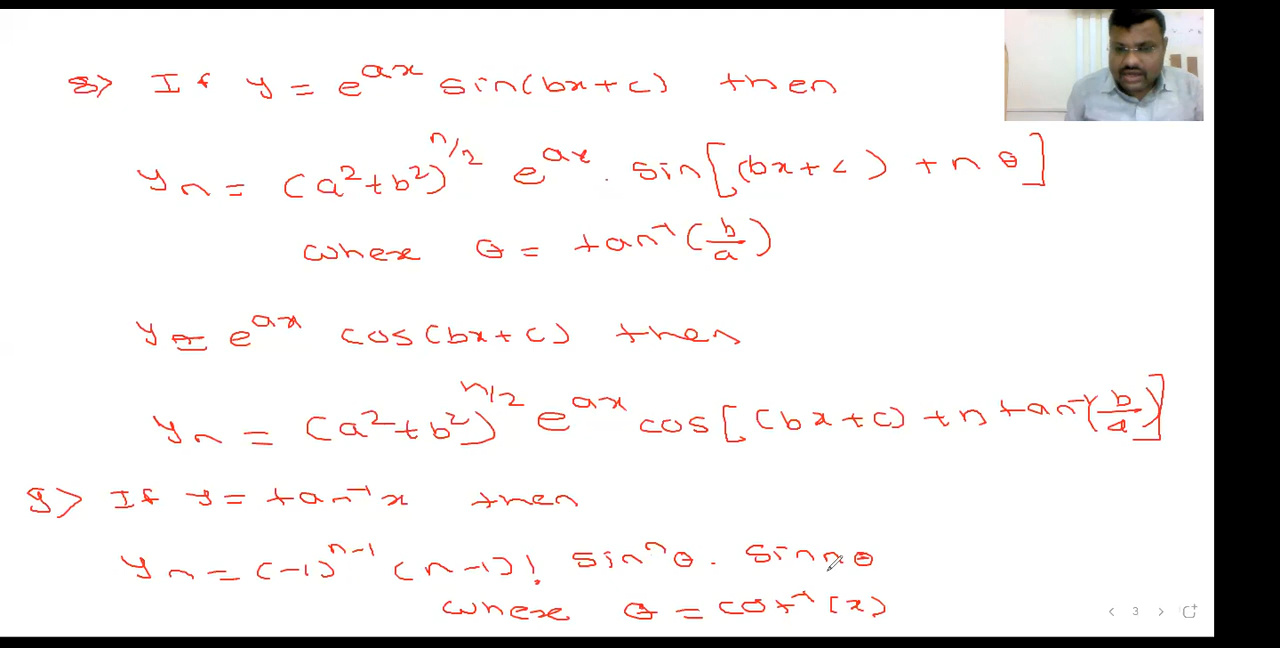 8) If y = e^{ax} sin(bx+c) then
y_n = (a²+b²)^{n/2} e^{ax} . sin[(bx+c) + nθ]
where θ = tan⁻¹(b/a)
y = e^{ax} cos(bx+c) then
y_n = (a²+b²)^{n/2} e^{ax} cos[(bx+c) + n tan⁻¹(b/a)]
9) If y = tan⁻¹x then
y_n = (-1)^{n-1} (n-1)! sinⁿθ . sin nθ
where θ = cot⁻¹(x)
< 3 >